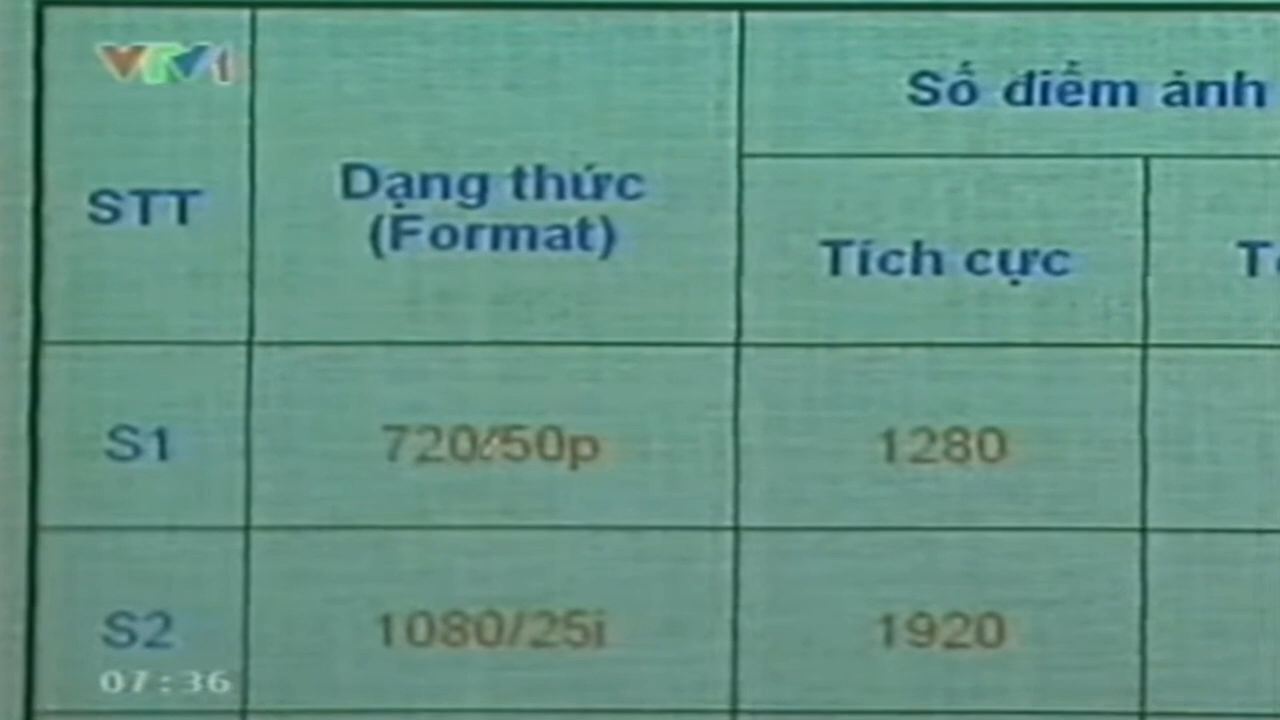 VTV1
Số điểm ảnh
STT
Dạng thức
(Format)
Tích cực
S1
720/50p
1280
S2
1080/25i
1920
07:36